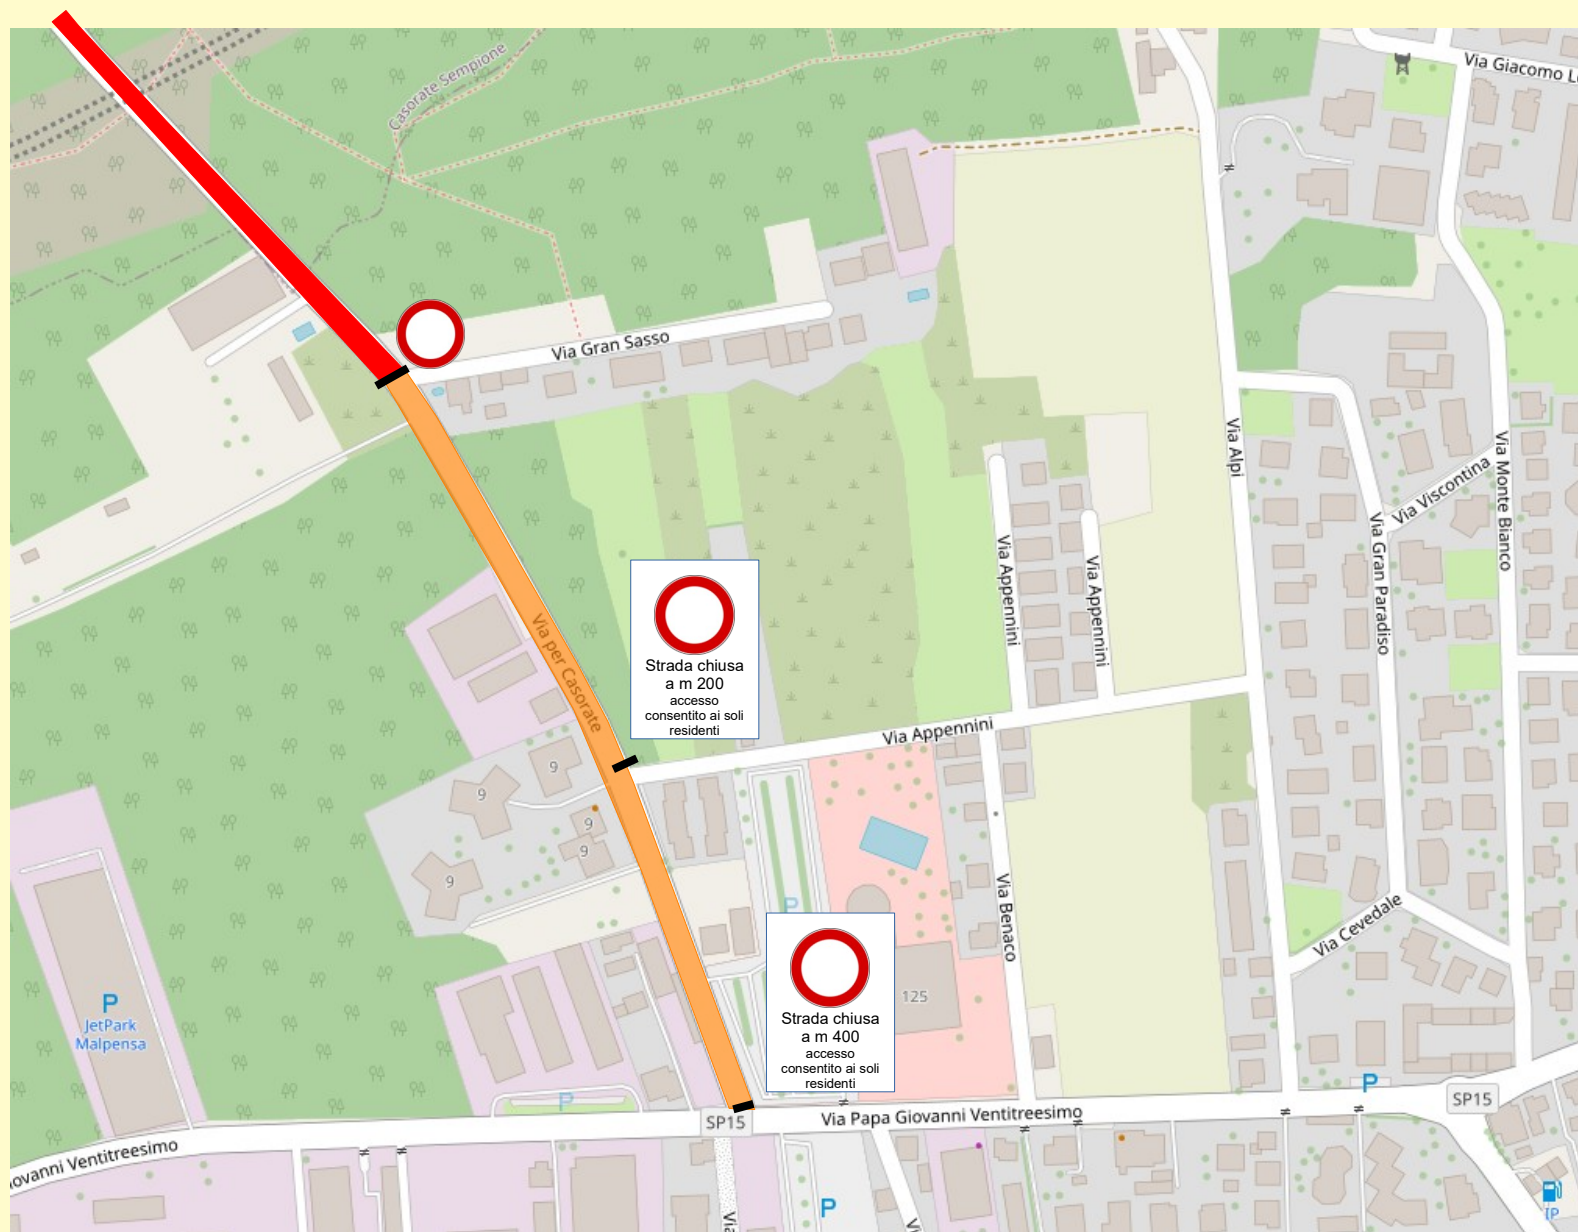 Via Giacomo Lu
Casorate Sempione
Via Gran Sasso
Via Alpi
Via Monte Bianco
Via Viscontina
Via Gran Paradiso
Via Appennini
Via Appennini
Strada chiusa
a m 200
accesso
consentito ai soli
residenti
Via per Casorate
Via Appennini
9
9
9
9
9
P
Via Benaco
Via Cevedale
125
P
JetPark
Malpensa
Strada chiusa
a m 400
accesso
consentito ai soli
residenti
P
P
SP15
SP15
Via Papa Giovanni Ventitreesimo
iovanni Ventitreesimo
P
IP